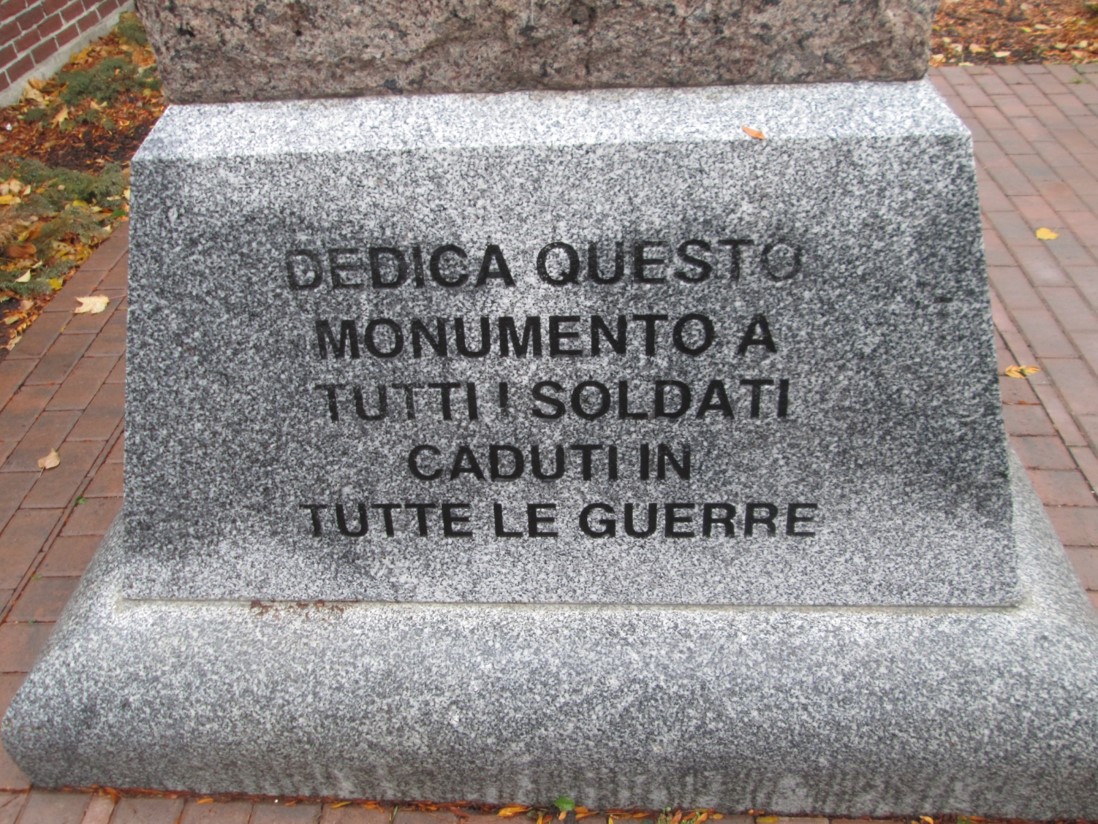 DEDICA QUESTO
MONUMENTO A
TUTTI I SOLDATI
CADUTI IN
TUTTE LE GUERRE